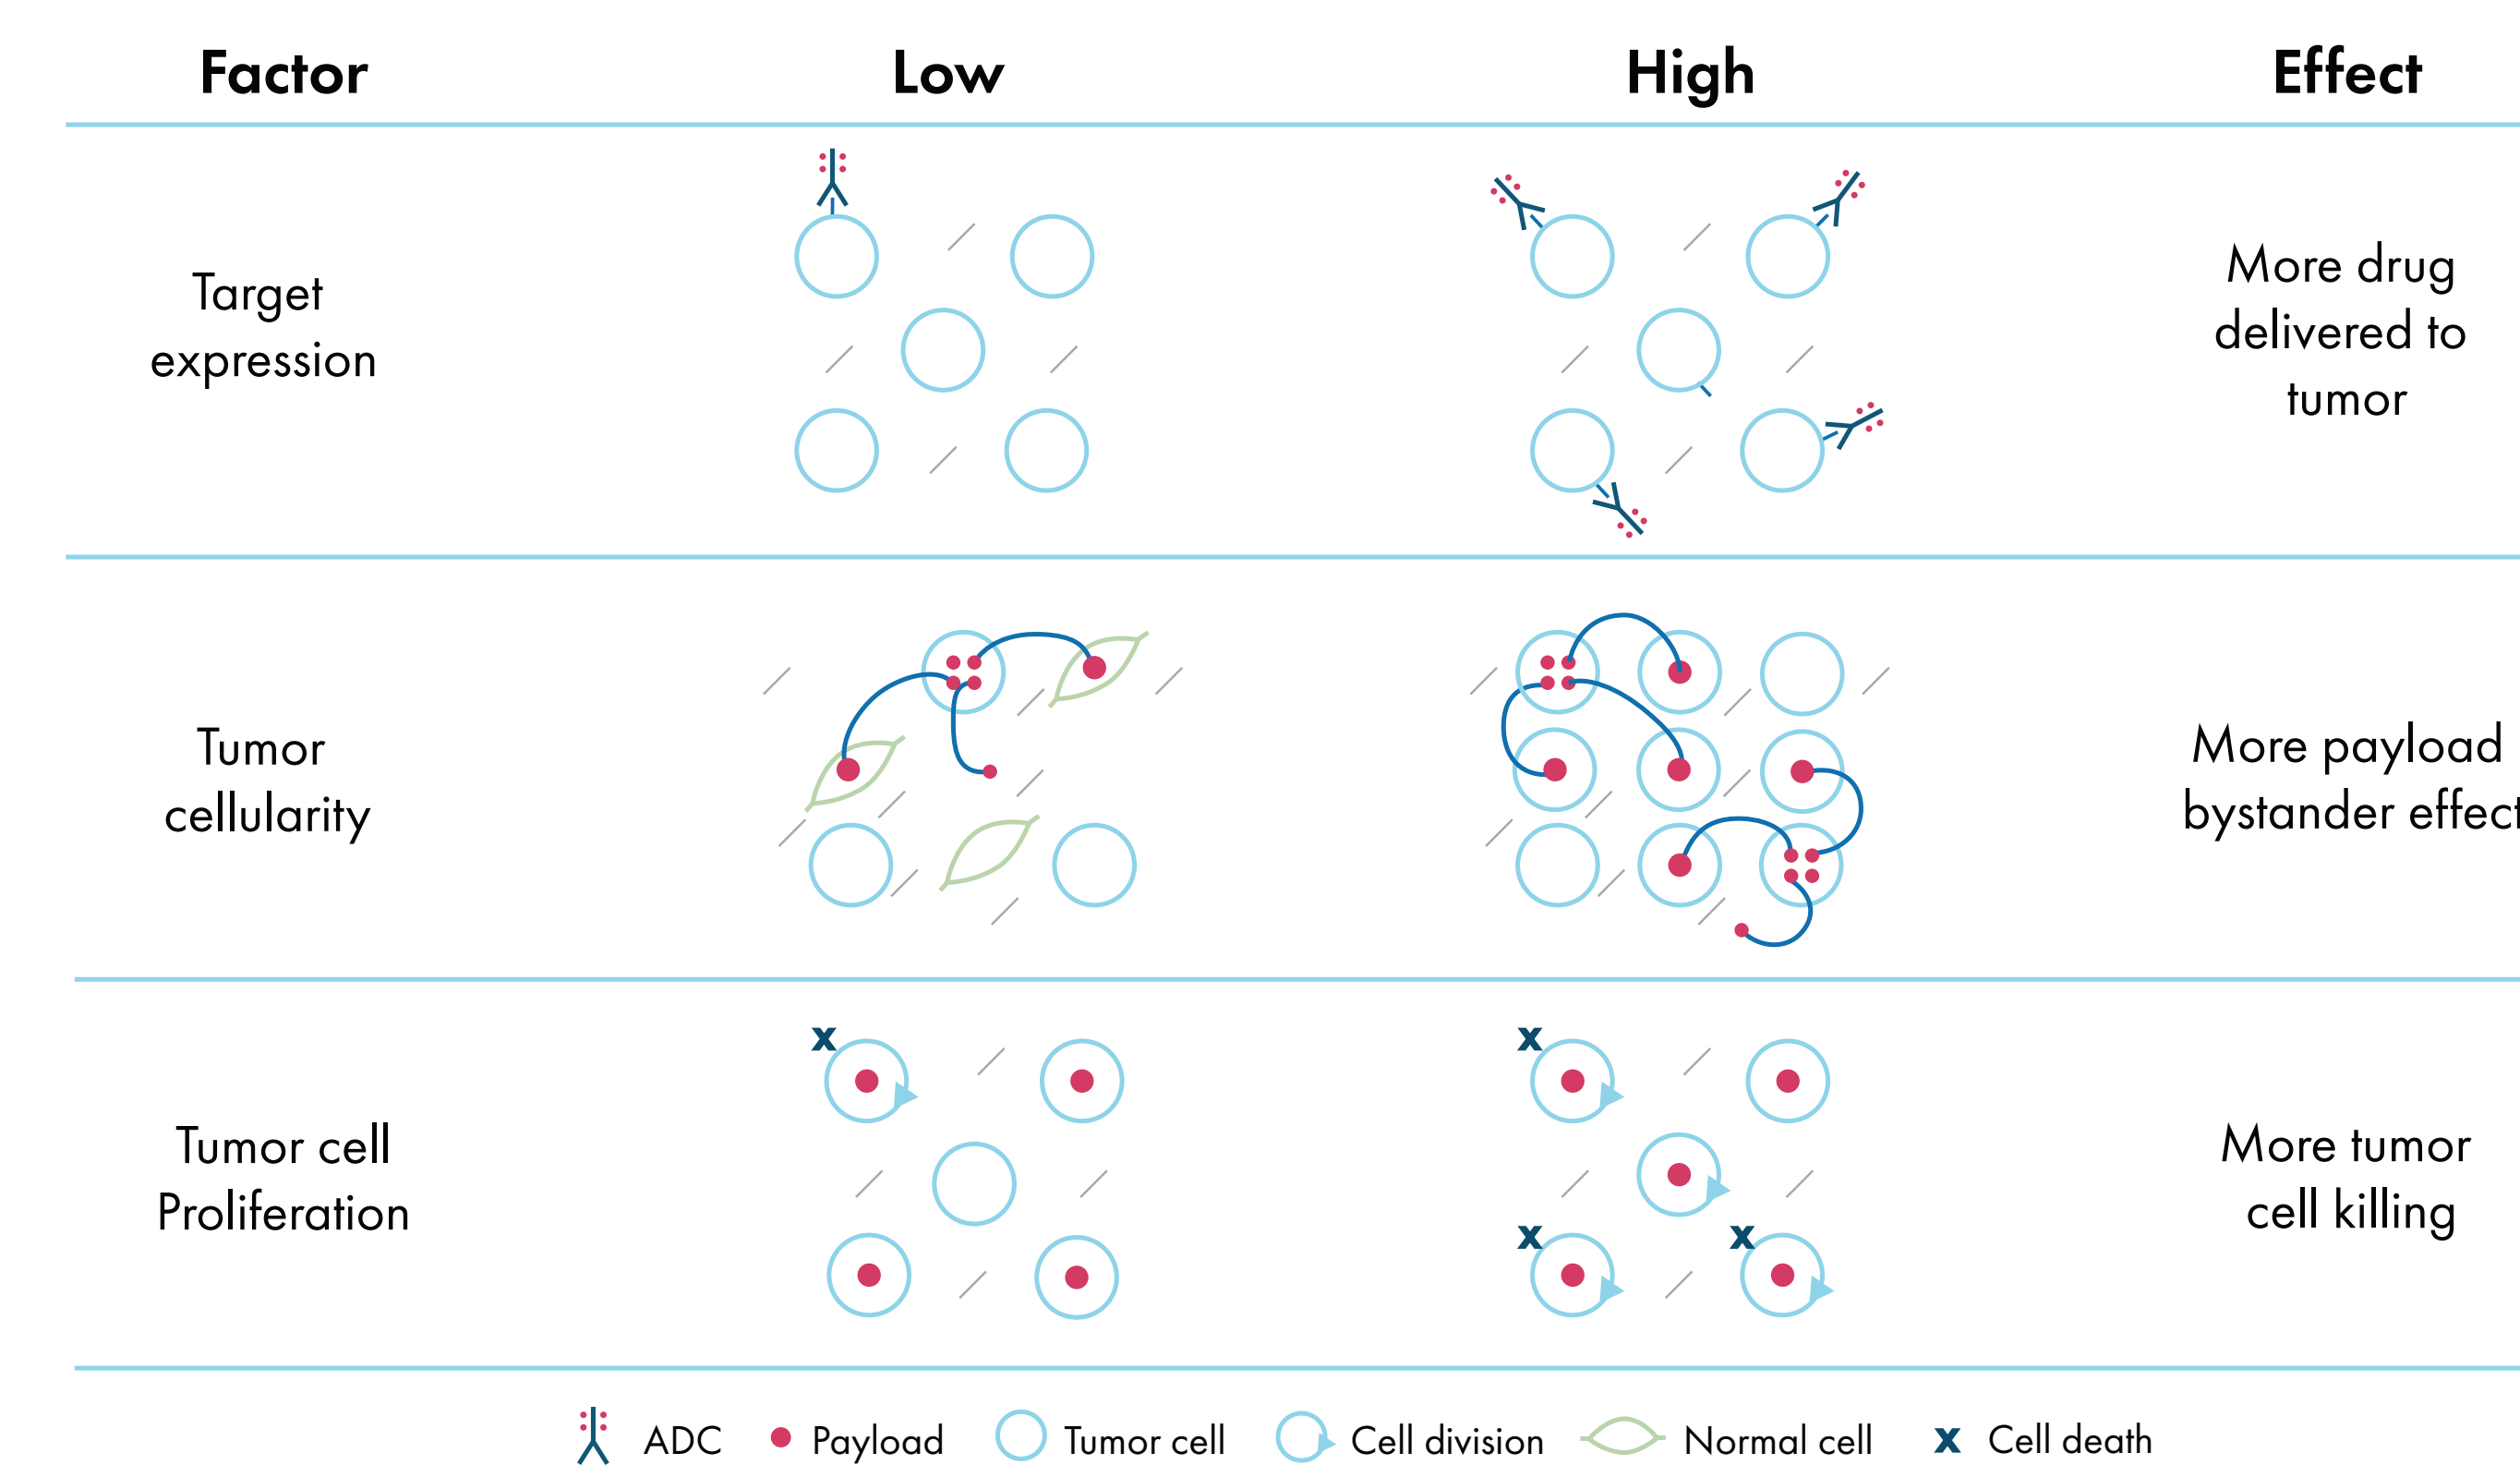 Factor Low High Effect
Target
expression
More drug
delivered to
tumor
Tumor
cellularity
More payload
bystander effect
Tumor cell
Proliferation
More tumor
cell killing
ADC Payload Tumor cell Cell division Normal cell x Cell death